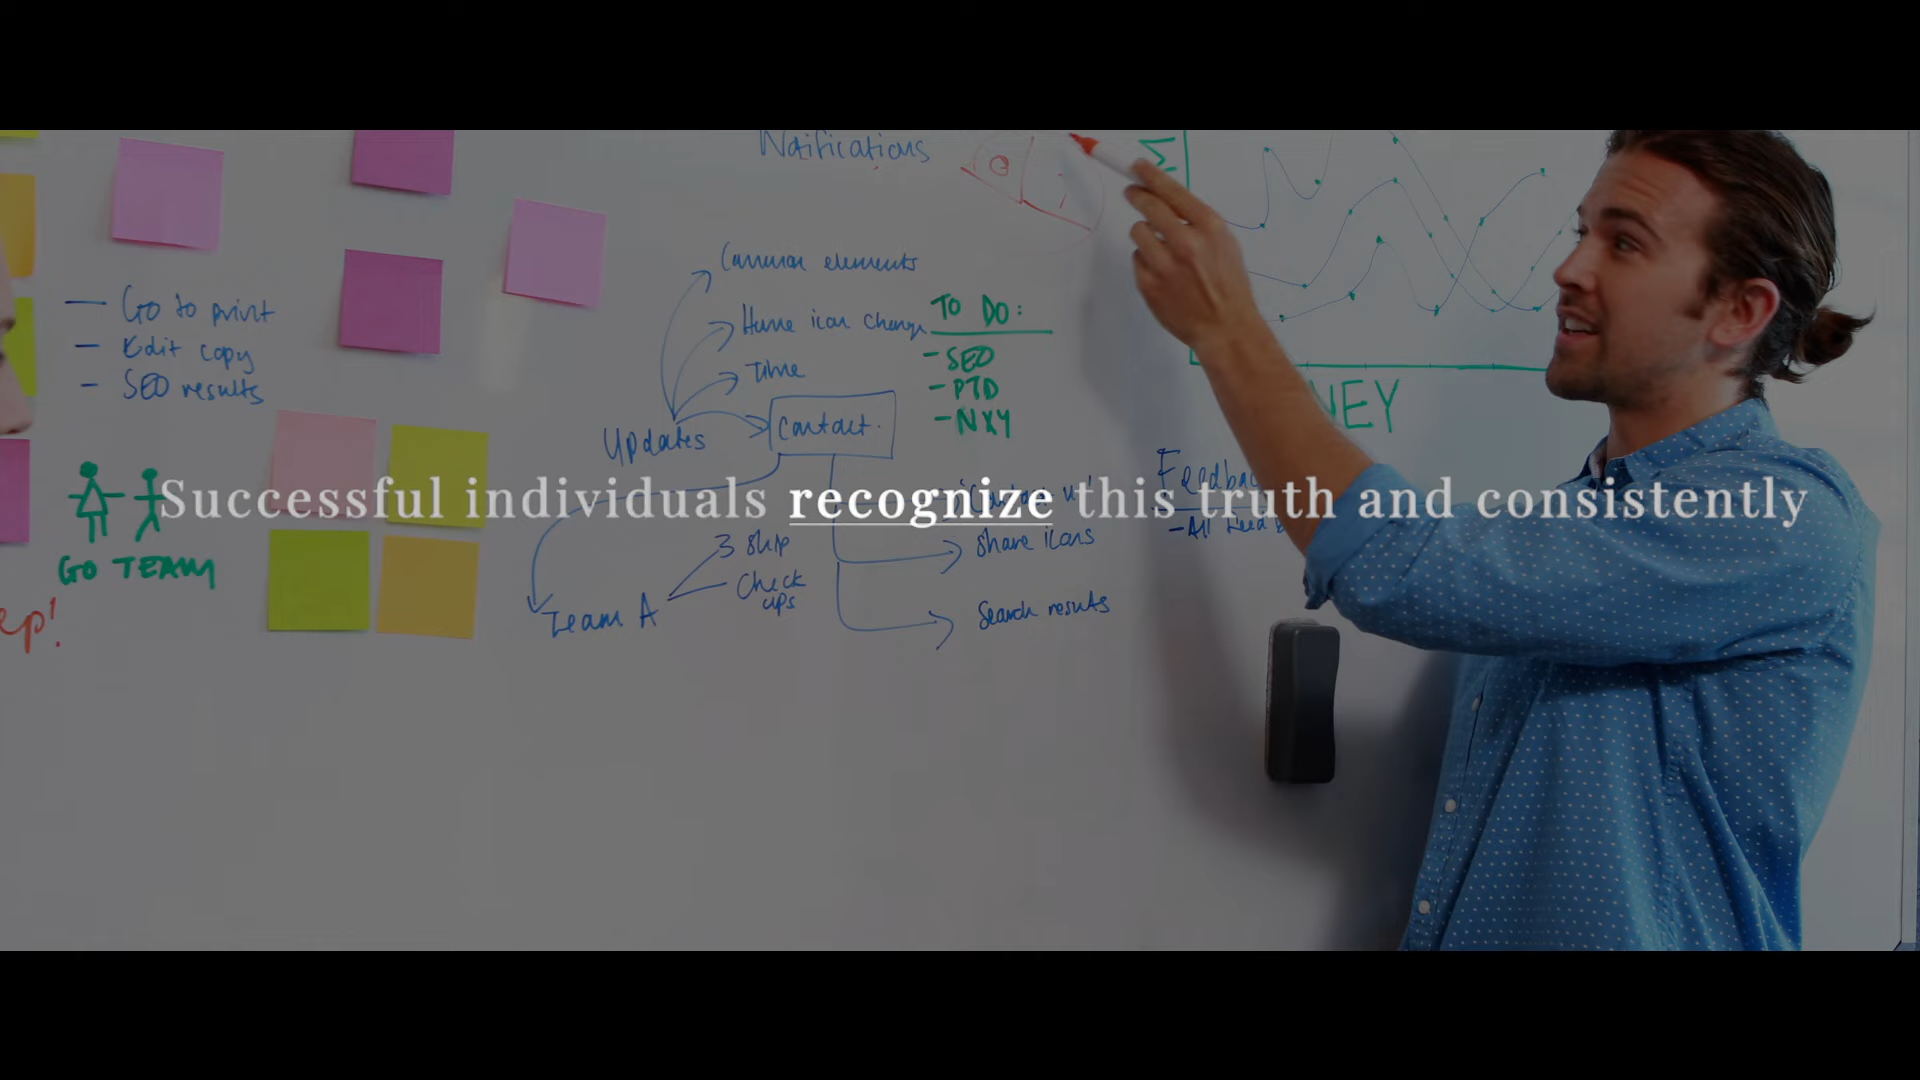 Notifications
Common elements
Home icon change
Time
Updates
Contact.
TO DO:
- SEO
- PTD
- NXY
— Go to print
- Edit copy
- SEO results
GO TEAM
ep!
Successful individuals recognize this truth and consistently
Share icons
Search results
Team A
Ship
Check
ups
NEY